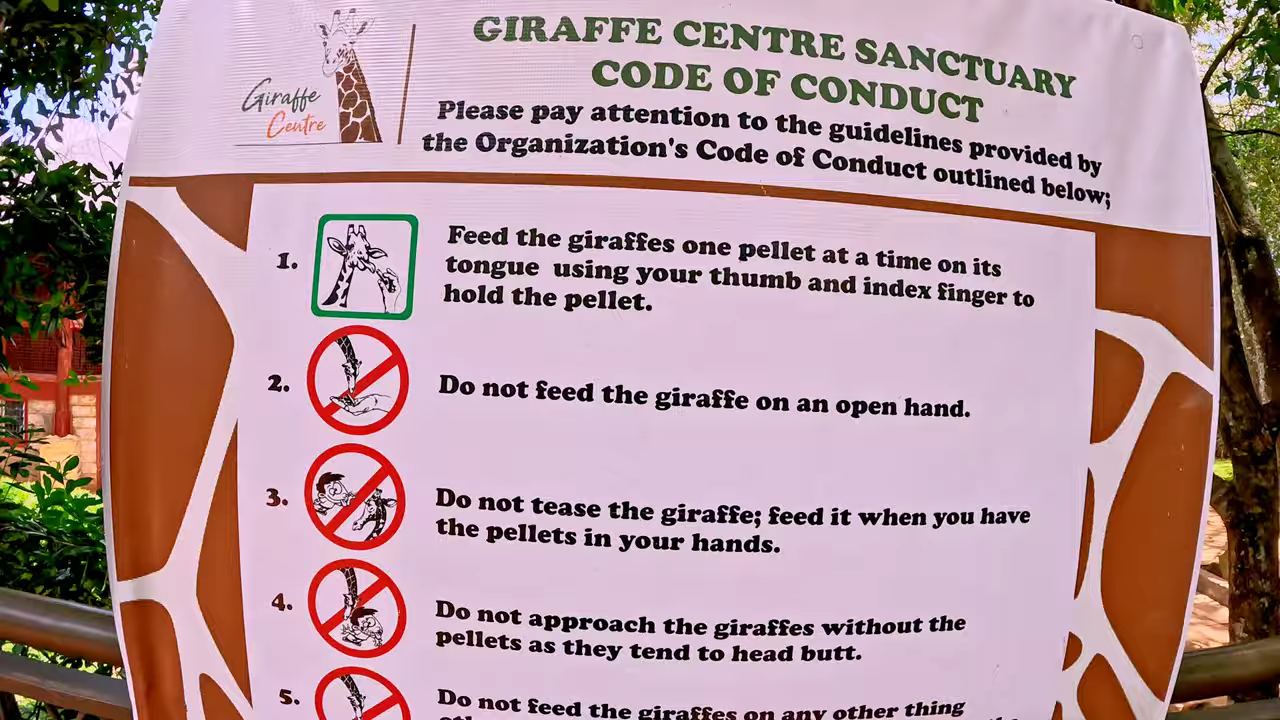 Giraffe
Centre
GIRAFFE CENTRE SANCTUARY
CODE OF CONDUCT
Please pay attention to the guidelines provided by
the Organization's Code of Conduct outlined below;
1. Feed the giraffes one pellet at a time on its
tongue using your thumb and index finger to
hold the pellet.
2. Do not feed the giraffe on an open hand.
3. Do not tease the giraffe; feed it when you have
the pellets in your hands.
4. Do not approach the giraffes without the
pellets as they tend to head butt.
5. Do not feed the giraffes on any other thing